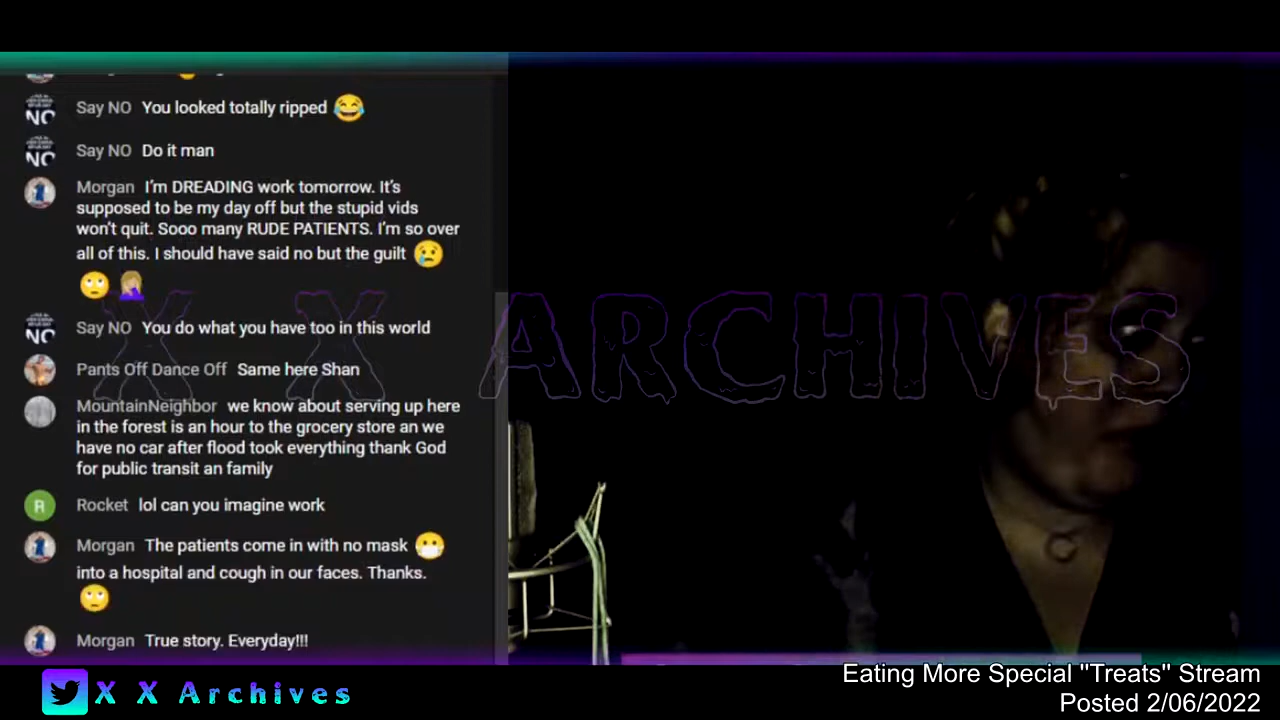 Say NO You looked totally ripped 😂
NO
Say NO Do it man
NO
Morgan I'm DREADING work tomorrow. It's
supposed to be my day off but the stupid vids
won't quit. Sooo many RUDE PATIENTS. I'm so over
all of this. I should have said no but the guilt 😢
🙄 🤦🏼‍♀️
X X ARCHIVES
Say NO You do what you have too in this world
NO
Pants Off Dance Off Same here Shan
MountainNeighbor we know about serving up here
in the forest is an hour to the grocery store an we
have no car after flood took everything thank God
for public transit an family
R Rocket lol can you imagine work
Morgan The patients come in with no mask 😷
into a hospital and cough in our faces. Thanks.
🙄
Morgan True story. Everyday!!!
X X Archives
Eating More Special "Treats" Stream
Posted 2/06/2022